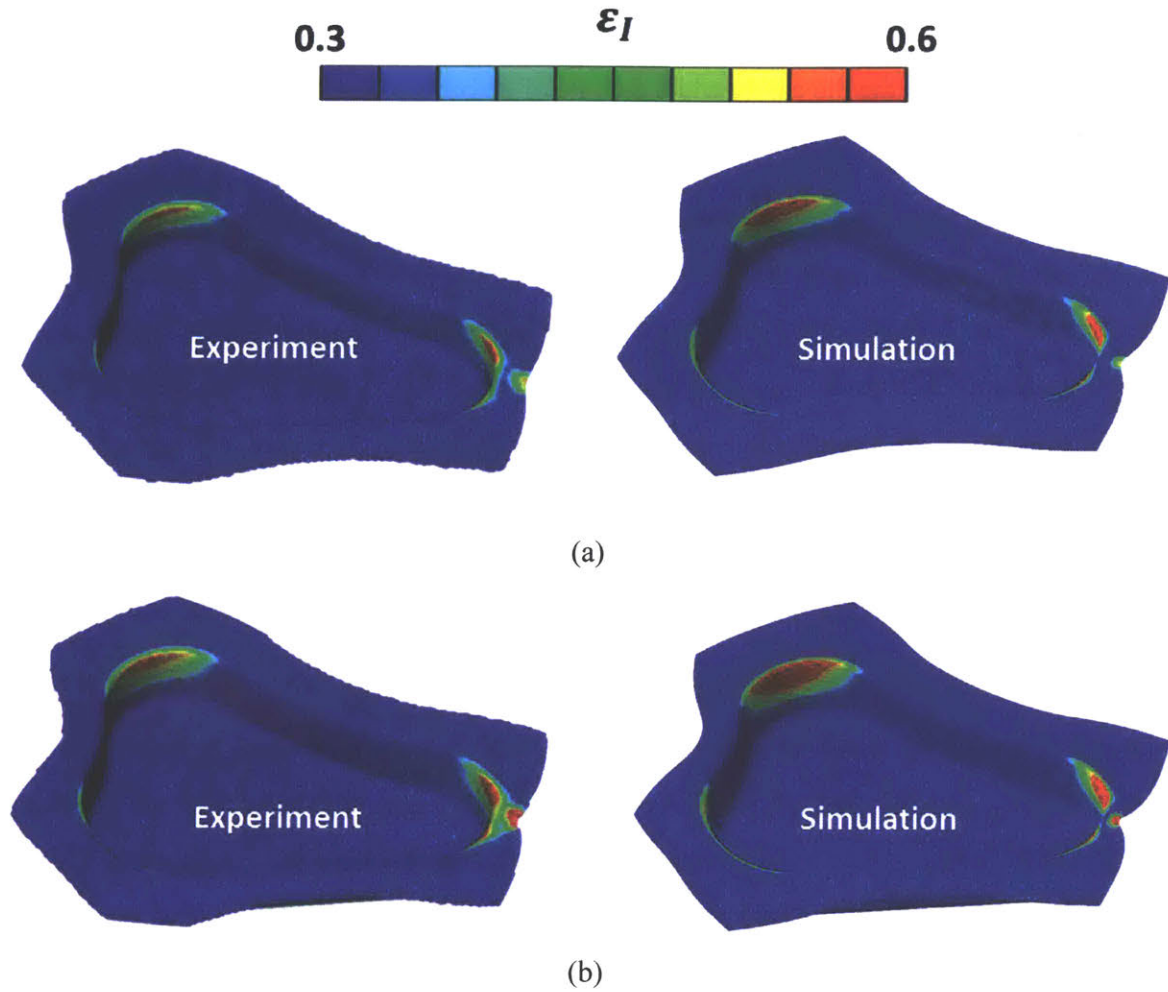 ε_I
0.3 0.6
Experiment Simulation
(a)
Experiment Simulation
(b)